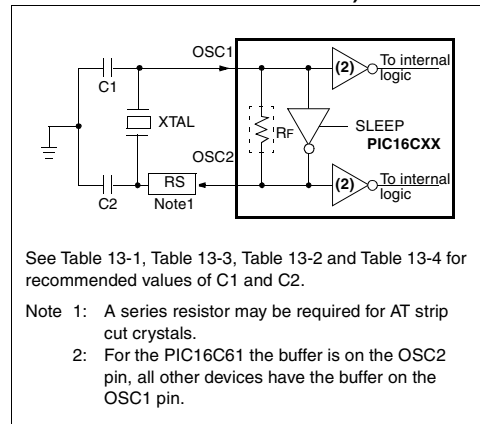 OSC1
To internal
logic
(2)
C1
XTAL
RF
SLEEP
PIC16CXX
OSC2
RS
C2
Note1
(2)
To internal
logic
See Table 13-1, Table 13-3, Table 13-2 and Table 13-4 for
recommended values of C1 and C2.
Note 1: A series resistor may be required for AT strip
cut crystals.
2: For the PIC16C61 the buffer is on the OSC2
pin, all other devices have the buffer on the
OSC1 pin.